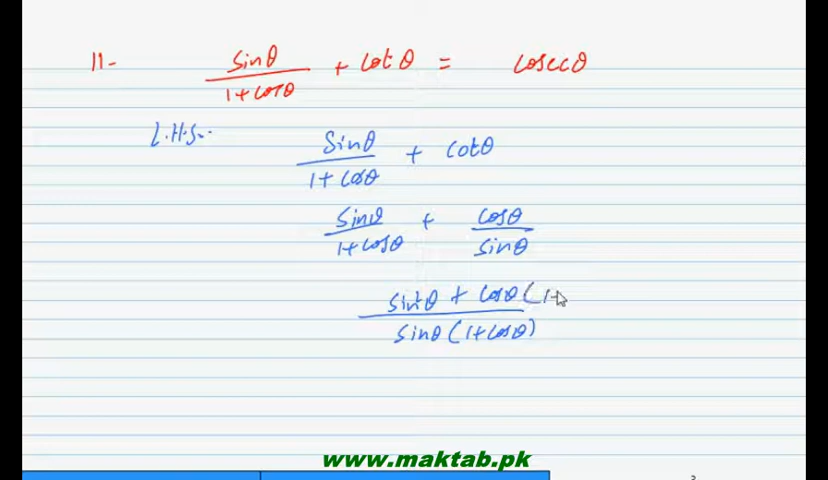 11- sinθ/1+cosθ + cotθ = cosecθ
L.H.S..
sinθ/1+cosθ + cotθ
sinθ/1+cosθ + cosθ/sinθ
sin²θ + cosθ(1+
sinθ(1+cosθ)
www.maktab.pk